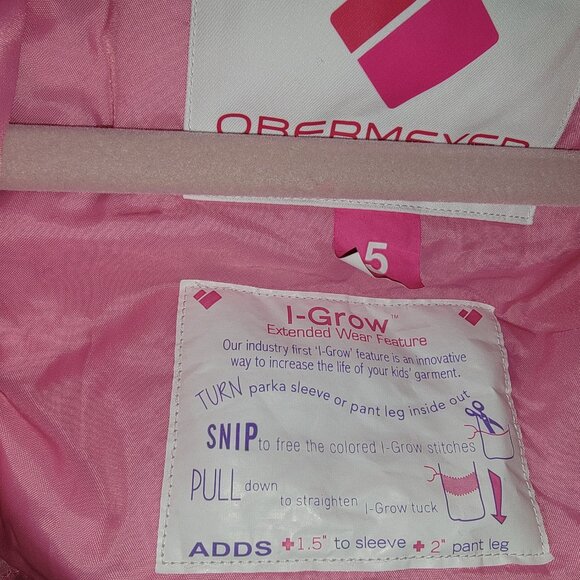 OBERMEYER
5
I-Grow™
Extended Wear Feature
Our industry first 'I-Grow' feature is an innovative
way to increase the life of your kids' garment.
TURN parka sleeve or pant leg inside out
SNIP to free the colored I-Grow stitches
PULL down
to straighten I-Grow tuck
ADDS +1.5" to sleeve + 2" pant leg